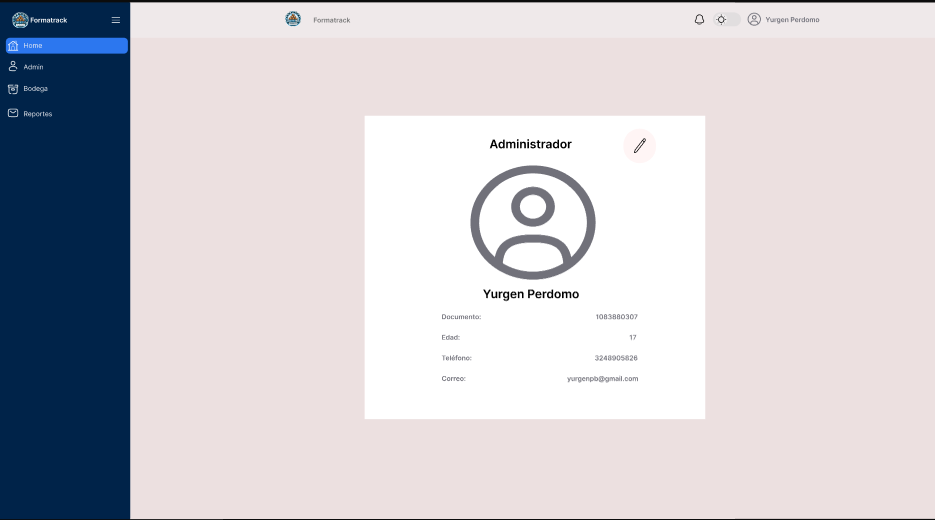 Formatrack
Home
Admin
Bodega
Reportes
Formatrack
Yurgen Perdomo
Administrador
Yurgen Perdomo
Documento: 1083880307
Edad: 17
Teléfono: 3248905826
Correo: yurgenpb@gmail.com